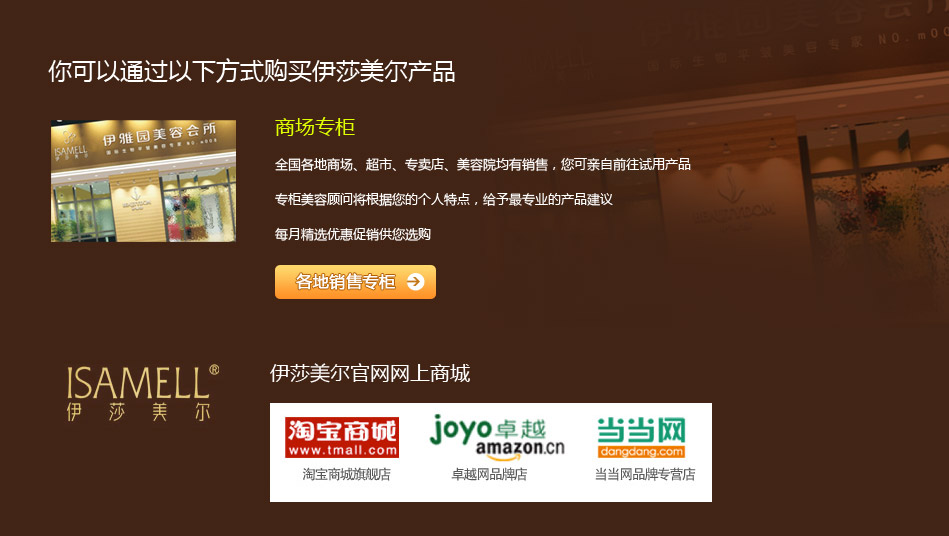 你可以通过以下方式购买伊莎美尔产品
伊雅园美容会所
ISAMELL
商场专柜
全国各地商场、超市、专卖店、美容院均有销售，您可亲自前往试用产品
专柜美容顾问将根据您的个人特点，给予最专业的产品建议
每月精选优惠促销供您选购
各地销售专柜
ISAMELL®
伊莎美尔
伊莎美尔官网网上商城
淘宝商城
www.tmall.com
淘宝商城旗舰店
joyo卓越
amazon.cn
卓越网品牌店
当当网
dangdang.com
当当网品牌专营店